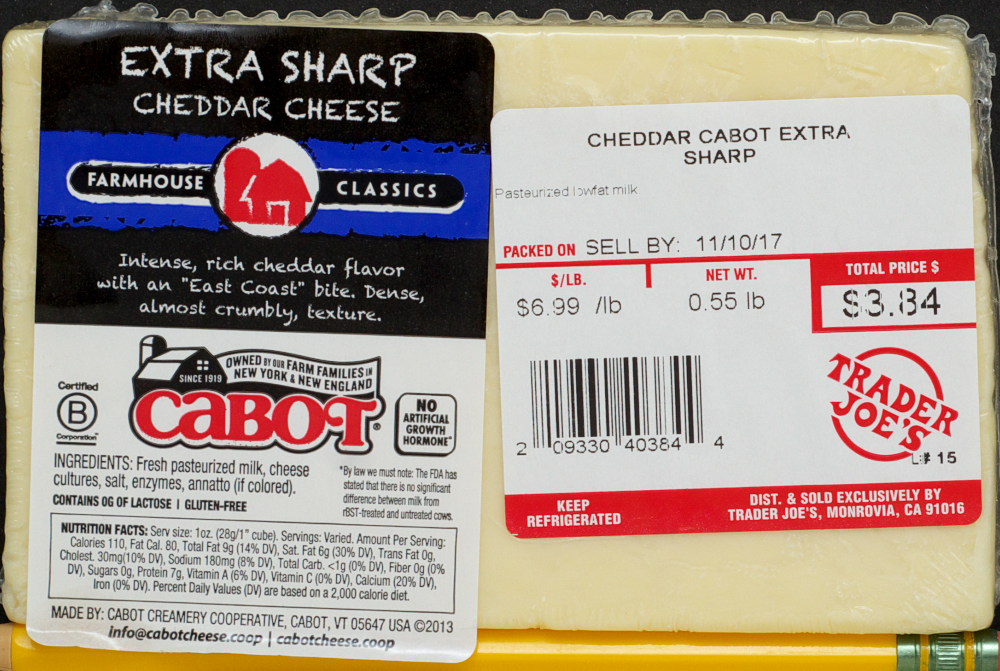 EXTRA SHARP
CHEDDAR CHEESE
FARMHOUSE CLASSICS
Intense, rich cheddar flavor
with an "East Coast" bite. Dense,
almost crumbly, texture.
Certified
B
Corporation
SINCE 1919
OWNED BY OUR FARM FAMILIES IN
NEW YORK & NEW ENGLAND
CABOT®
NO
ARTIFICIAL
GROWTH
HORMONE*
INGREDIENTS: Fresh pasteurized milk, cheese
cultures, salt, enzymes, annatto (if colored).
CONTAINS 0G OF LACTOSE | GLUTEN-FREE
*By law we must note: The FDA has
stated that there is no significant
difference between milk from
rBST-treated and untreated cows.
NUTRITION FACTS: Serv size: 1oz. (28g/1" cube). Servings: Varied. Amount Per Serving:
Calories 110, Fat Cal. 80, Total Fat 9g (14% DV), Sat. Fat 6g (30% DV), Trans Fat 0g,
Cholest. 30mg(10% DV), Sodium 180mg (8% DV), Total Carb. <1g (0% DV), Fiber 0g (0%
DV), Sugars 0g, Protein 7g, Vitamin A (6% DV), Vitamin C (0% DV), Calcium (20% DV),
Iron (0% DV). Percent Daily Values (DV) are based on a 2,000 calorie diet.
MADE BY: CABOT CREAMERY COOPERATIVE, CABOT, VT 05647 USA ©2013
info@cabotcheese.coop | cabotcheese.coop
CHEDDAR CABOT EXTRA
SHARP
Pasteurized lowfat milk
PACKED ON SELL BY: 11/10/17
$/LB. NET WT. TOTAL PRICE $
$6.99 /lb 0.55 lb $3.84
2 09330 40384 4
TRADER
JOE'S
L# 15
KEEP
REFRIGERATED
DIST. & SOLD EXCLUSIVELY BY
TRADER JOE'S, MONROVIA, CA 91016